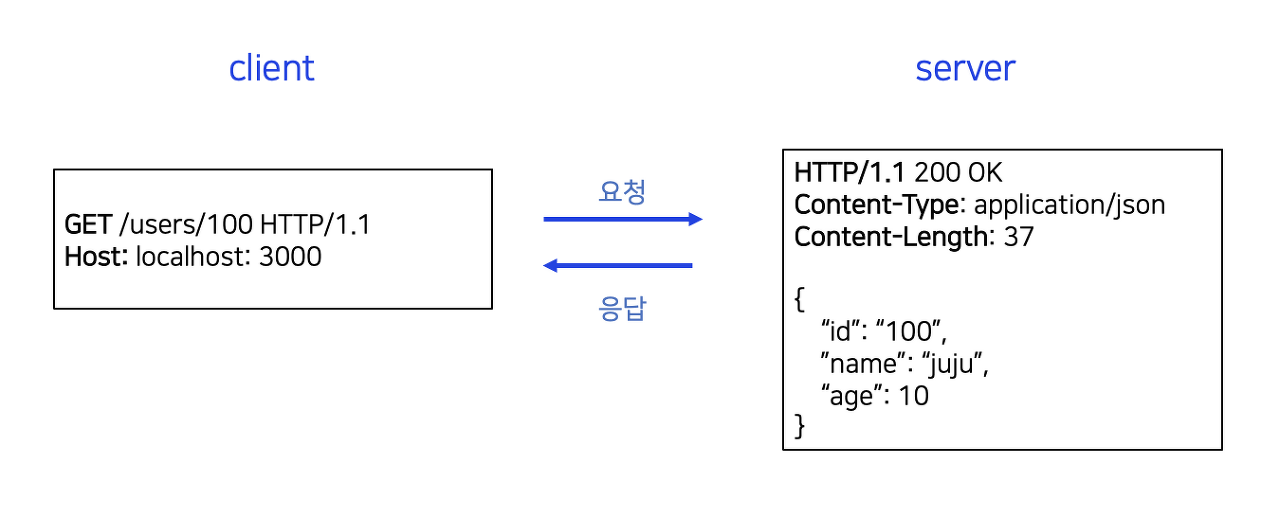 client
server
GET /users/100 HTTP/1.1
Host: localhost: 3000
요청
응답
HTTP/1.1 200 OK
Content-Type: application/json
Content-Length: 37
{
“id”: “100”,
”name”: “juju”,
“age”: 10
}